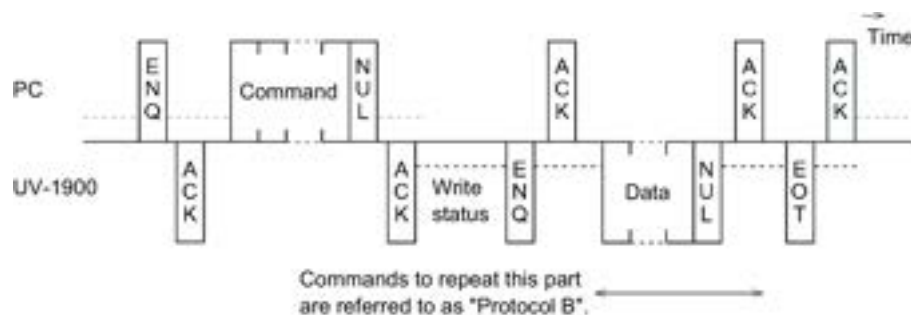 Time
PC
ENQ
Command
NUL
ACK
ACK
ACK
UV-1900
ACK
ACK
Write
status
ENQ
Data
NUL
EOT
Commands to repeat this part
are referred to as "Protocol B".